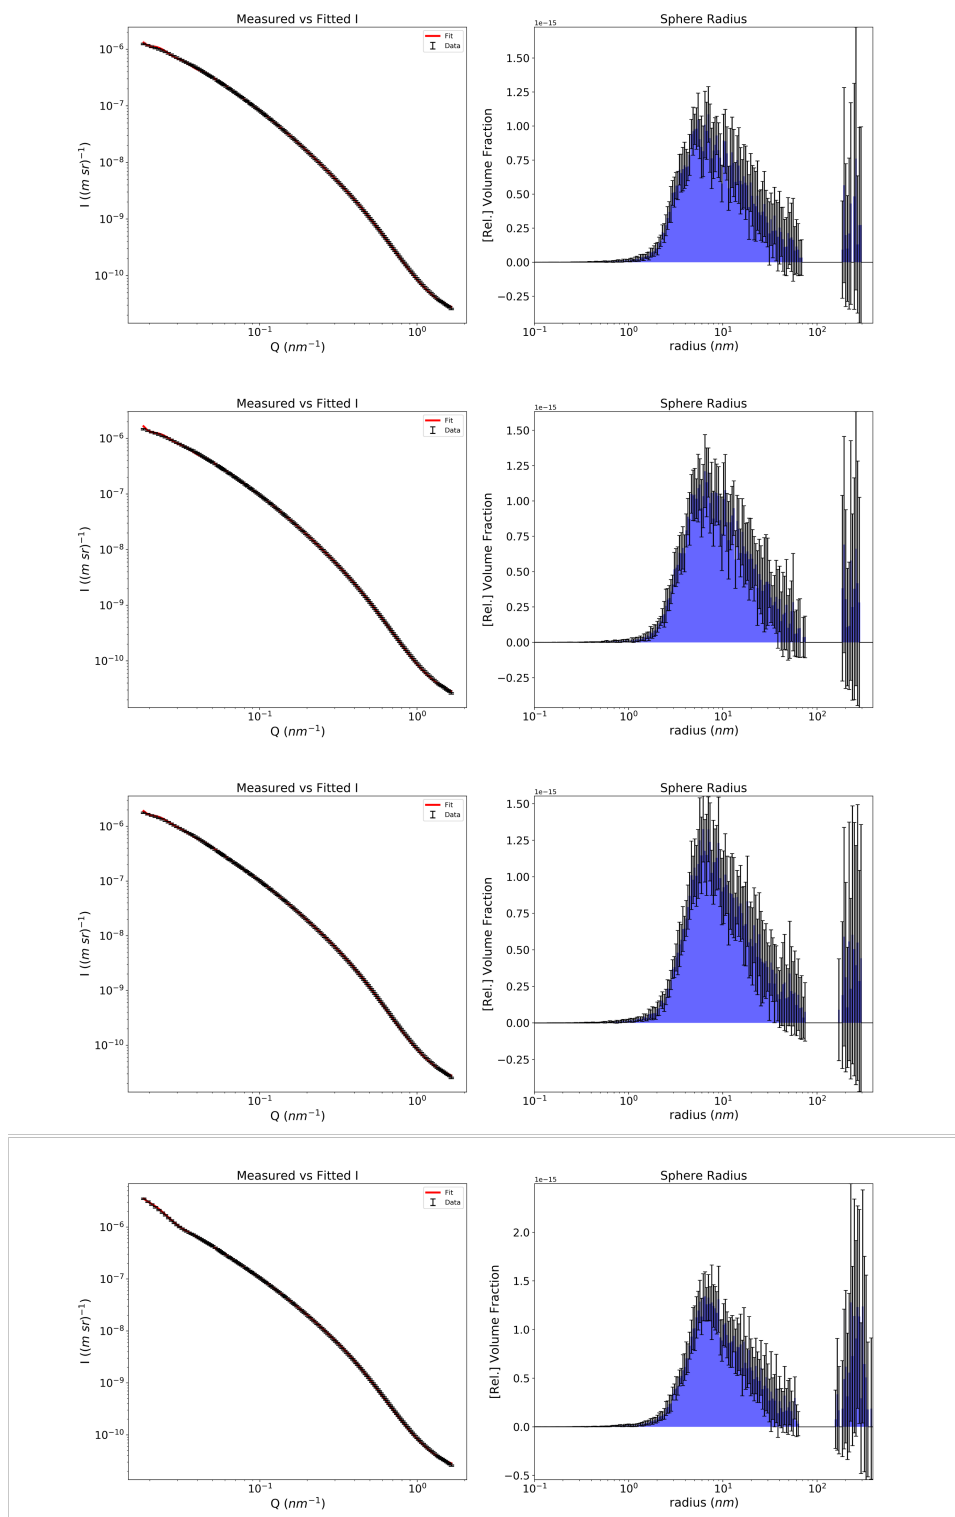 Measured vs Fitted I
Fit
Data
10⁻⁶
10⁻⁷
10⁻⁸
10⁻⁹
10⁻¹⁰
I ((m sr)⁻¹)
10⁻¹
10⁰
Q (nm⁻¹)
Sphere Radius
1e−15
1.50
1.25
1.00
0.75
0.50
0.25
0.00
−0.25
[Rel.] Volume Fraction
10⁻¹
10⁰
10¹
10²
radius (nm)
Measured vs Fitted I
Fit
Data
10⁻⁶
10⁻⁷
10⁻⁸
10⁻⁹
10⁻¹⁰
I ((m sr)⁻¹)
10⁻¹
10⁰
Q (nm⁻¹)
Sphere Radius
1e−15
1.50
1.25
1.00
0.75
0.50
0.25
0.00
−0.25
[Rel.] Volume Fraction
10⁻¹
10⁰
10¹
10²
radius (nm)
Measured vs Fitted I
Fit
Data
10⁻⁶
10⁻⁷
10⁻⁸
10⁻⁹
10⁻¹⁰
I ((m sr)⁻¹)
10⁻¹
10⁰
Q (nm⁻¹)
Sphere Radius
1e−15
1.50
1.25
1.00
0.75
0.50
0.25
0.00
−0.25
[Rel.] Volume Fraction
10⁻¹
10⁰
10¹
10²
radius (nm)
Measured vs Fitted I
Fit
Data
10⁻⁶
10⁻⁷
10⁻⁸
10⁻⁹
10⁻¹⁰
I ((m sr)⁻¹)
10⁻¹
10⁰
Q (nm⁻¹)
Sphere Radius
1e−15
2.0
1.5
1.0
0.5
0.0
−0.5
[Rel.] Volume Fraction
10⁻¹
10⁰
10¹
10²
radius (nm)